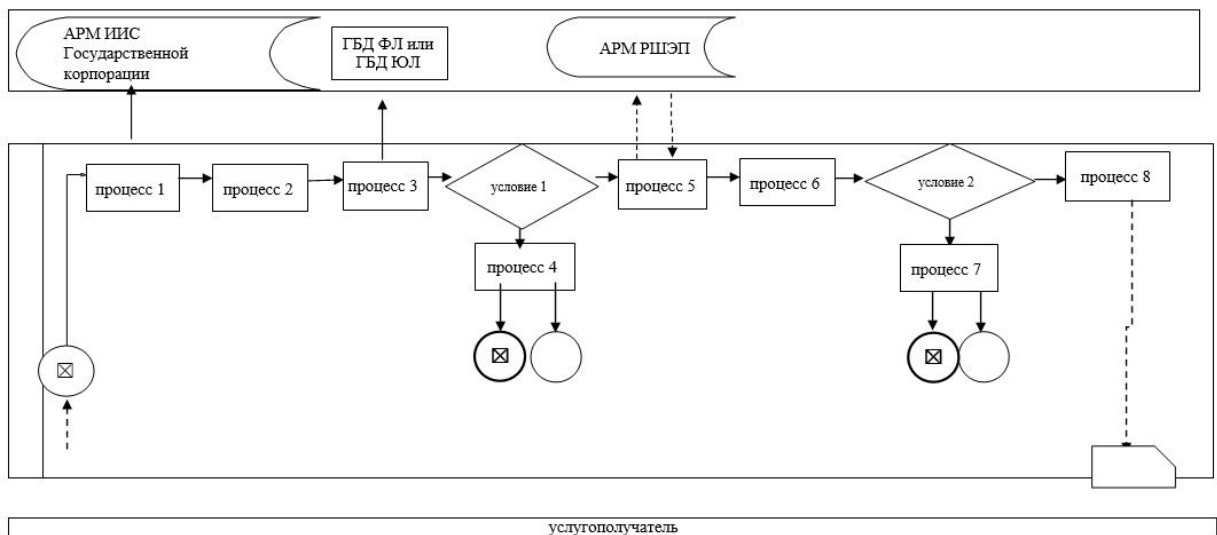 АРМ ИИС
Государственной
корпорации
ГБД ФЛ или
ГБД ЮЛ
АРМ РШЭП
процесс 1
процесс 2
процесс 3
условие 1
процесс 5
процесс 6
условие 2
процесс 8
процесс 4
процесс 7
услугополучатель